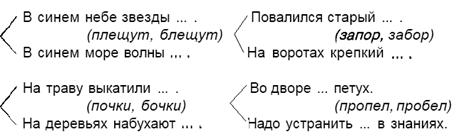 В синем небе звезды ... .
(плещут, блещут)
В синем море волны ... .
Повалился старый ... .
(запор, забор)
На воротах крепкий ... .
На траву выкатили ... .
(почки, бочки)
На деревьях набухают ... .
Во дворе ... петух.
(пропел, пробел)
Надо устранить ... в знаниях.